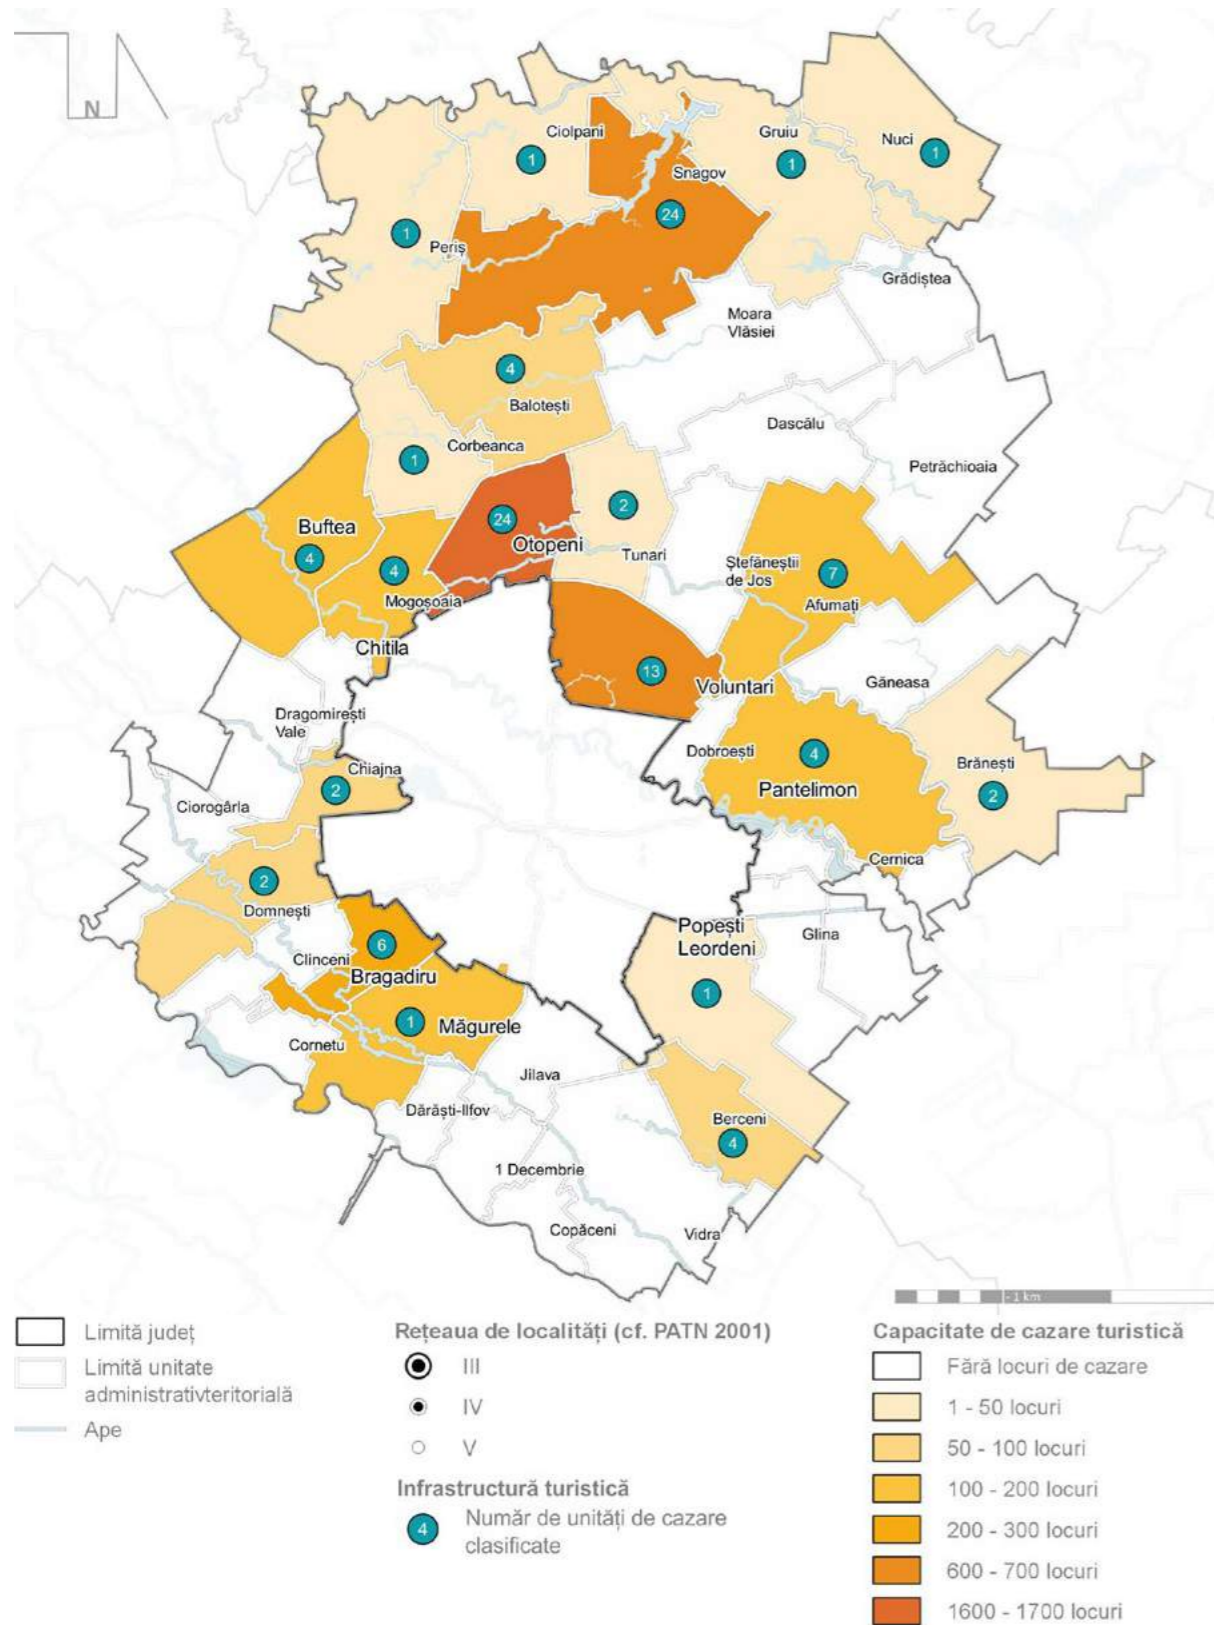 N
Ciolpani
1
Gruiu
1
Nuci
1
Snagov
24
1
Periș
Grădiștea
Moara
Vlăsiei
4
Balotești
Dascălu
Corbeanca
1
Petrăchioaia
24
Otopeni
2
Tunari
Buftea
4
4
Mogoșoaia
Ștefăneștii
de Jos
7
Afumați
Chitila
13
Voluntari
Găneasa
Dragomirești
Vale
Dobroești
4
Pantelimon
Brănești
2
Chiajna
2
Ciorogârla
Cernica
2
Domnești
Popești
Leordeni
Glina
6
Clinceni
Bragadiru
1
1
Măgurele
Cornetu
Jilava
Dărăști-Ilfov
Berceni
4
1 Decembrie
Copăceni
Vidra
- 1 km
Limită județ
Limită unitate
administrativteritorială
Ape
Rețeaua de localități (cf. PATN 2001)
III
IV
V
Infrastructură turistică
4
Număr de unități de cazare
clasificate
Capacitate de cazare turistică
Fără locuri de cazare
1 - 50 locuri
50 - 100 locuri
100 - 200 locuri
200 - 300 locuri
600 - 700 locuri
1600 - 1700 locuri